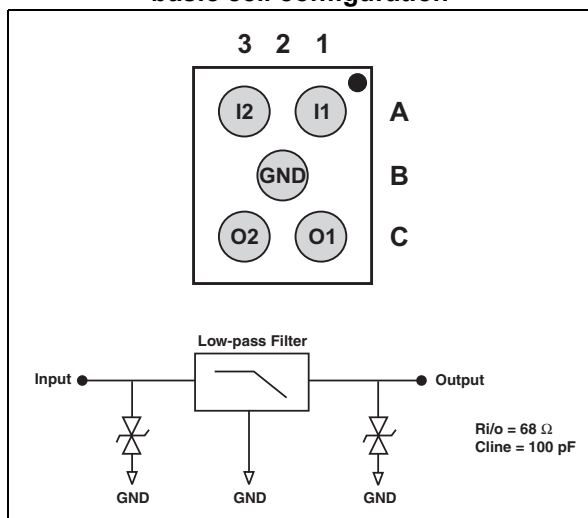 basic cell configuration
3 2 1
I2 I1 A
GND B
O2 O1 C
Low-pass Filter
Input Output
Ri/o = 68 Ω
Cline = 100 pF
GND GND GND